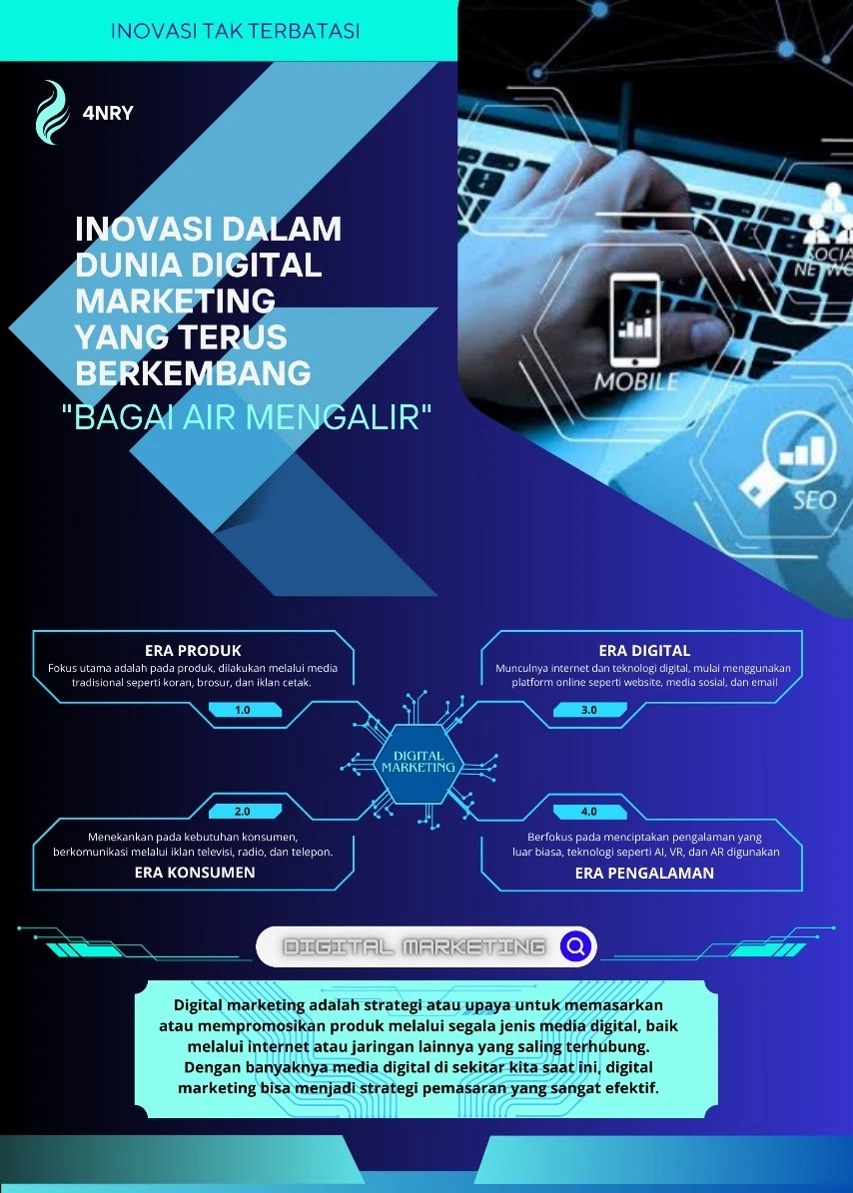 INOVASI TAK TERBATASI
4NRY
INOVASI DALAM
DUNIA DIGITAL
MARKETING
YANG TERUS
BERKEMBANG
"BAGAI AIR MENGALIR"
MOBILE
SEO
ERA PRODUK
Fokus utama adalah pada produk, dilakukan melalui media
tradisional seperti koran, brosur, dan iklan cetak.
1.0
ERA DIGITAL
Munculnya internet dan teknologi digital, mulai menggunakan
platform online seperti website, media sosial, dan email
3.0
DIGITAL
MARKETING
2.0
Menekankan pada kebutuhan konsumen,
berkomunikasi melalui iklan televisi, radio, dan telepon.
ERA KONSUMEN
4.0
Berfokus pada menciptakan pengalaman yang
luar biasa, teknologi seperti AI, VR, dan AR digunakan
ERA PENGALAMAN
DIGITAL MARKETING
Digital marketing adalah strategi atau upaya untuk memasarkan
atau mempromosikan produk melalui segala jenis media digital, baik
melalui internet atau jaringan lainnya yang saling terhubung.
Dengan banyaknya media digital di sekitar kita saat ini, digital
marketing bisa menjadi strategi pemasaran yang sangat efektif.